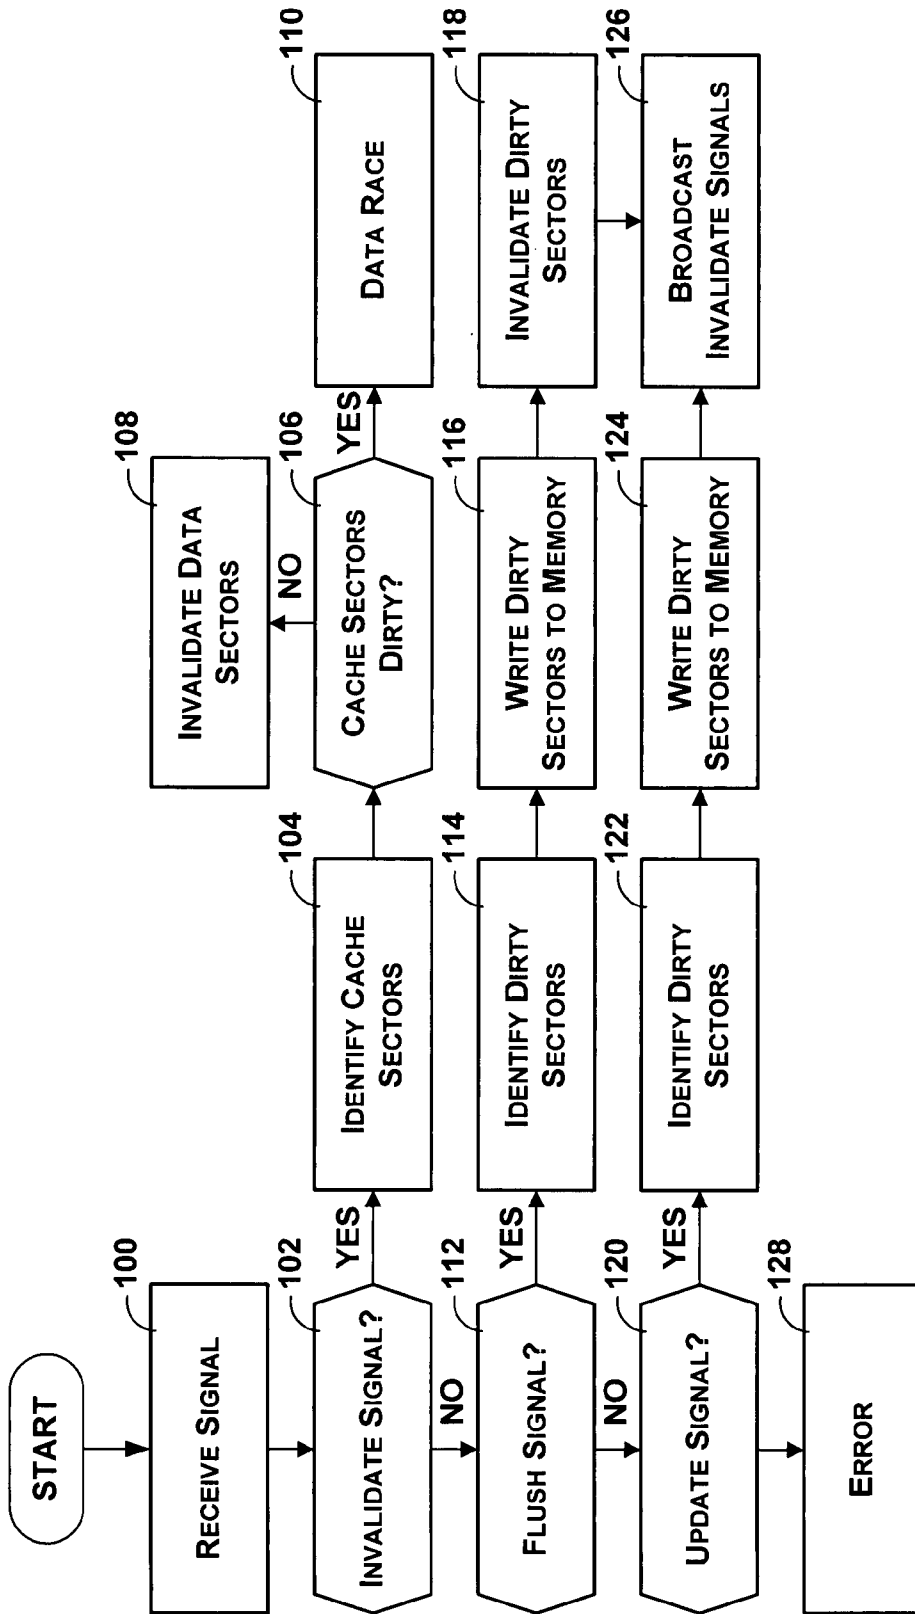 START
100
RECEIVE SIGNAL
102
INVALIDATE SIGNAL?
YES
NO
104
IDENTIFY CACHE
SECTORS
106
CACHE SECTORS
DIRTY?
NO
YES
108
INVALIDATE DATA
SECTORS
110
DATA RACE
112
FLUSH SIGNAL?
YES
NO
114
IDENTIFY DIRTY
SECTORS
116
WRITE DIRTY
SECTORS TO MEMORY
118
INVALIDATE DIRTY
SECTORS
120
UPDATE SIGNAL?
YES
122
IDENTIFY DIRTY
SECTORS
124
WRITE DIRTY
SECTORS TO MEMORY
126
BROADCAST
INVALIDATE SIGNALS
128
ERROR